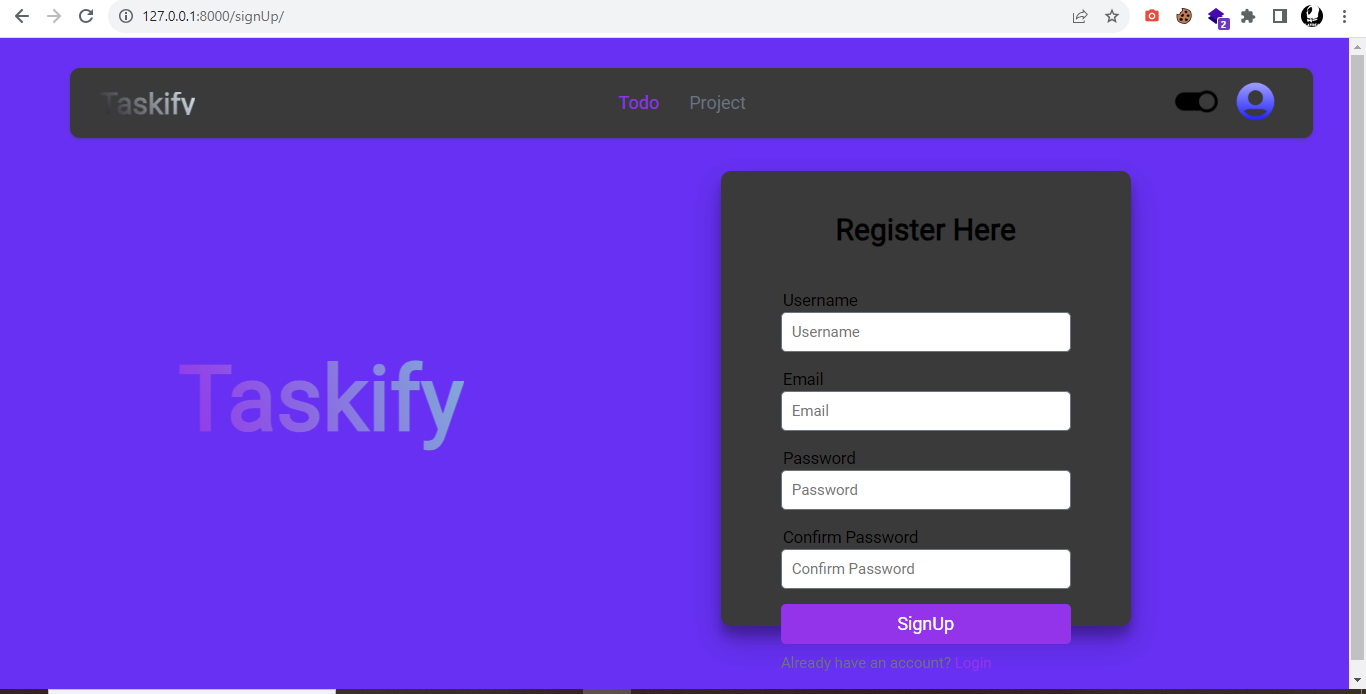 127.0.0.1:8000/signUp/
2
Taskify
Todo
Project
Register Here
Username
Username
Email
Email
Password
Password
Confirm Password
Confirm Password
SignUp
Already have an account? Login
Taskify